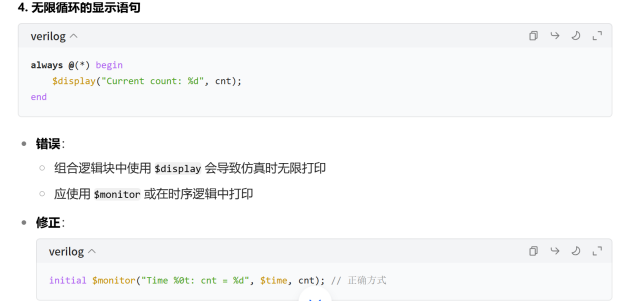 4. 无限循环的显示语句
verilog
always @(*) begin
    $display("Current count: %d", cnt);
end
错误:
组合逻辑块中使用 $display 会导致仿真时无限打印
应使用 $monitor 或在时序逻辑中打印
修正:
verilog
initial $monitor("Time %0t: cnt = %d", $time, cnt); // 正确方式